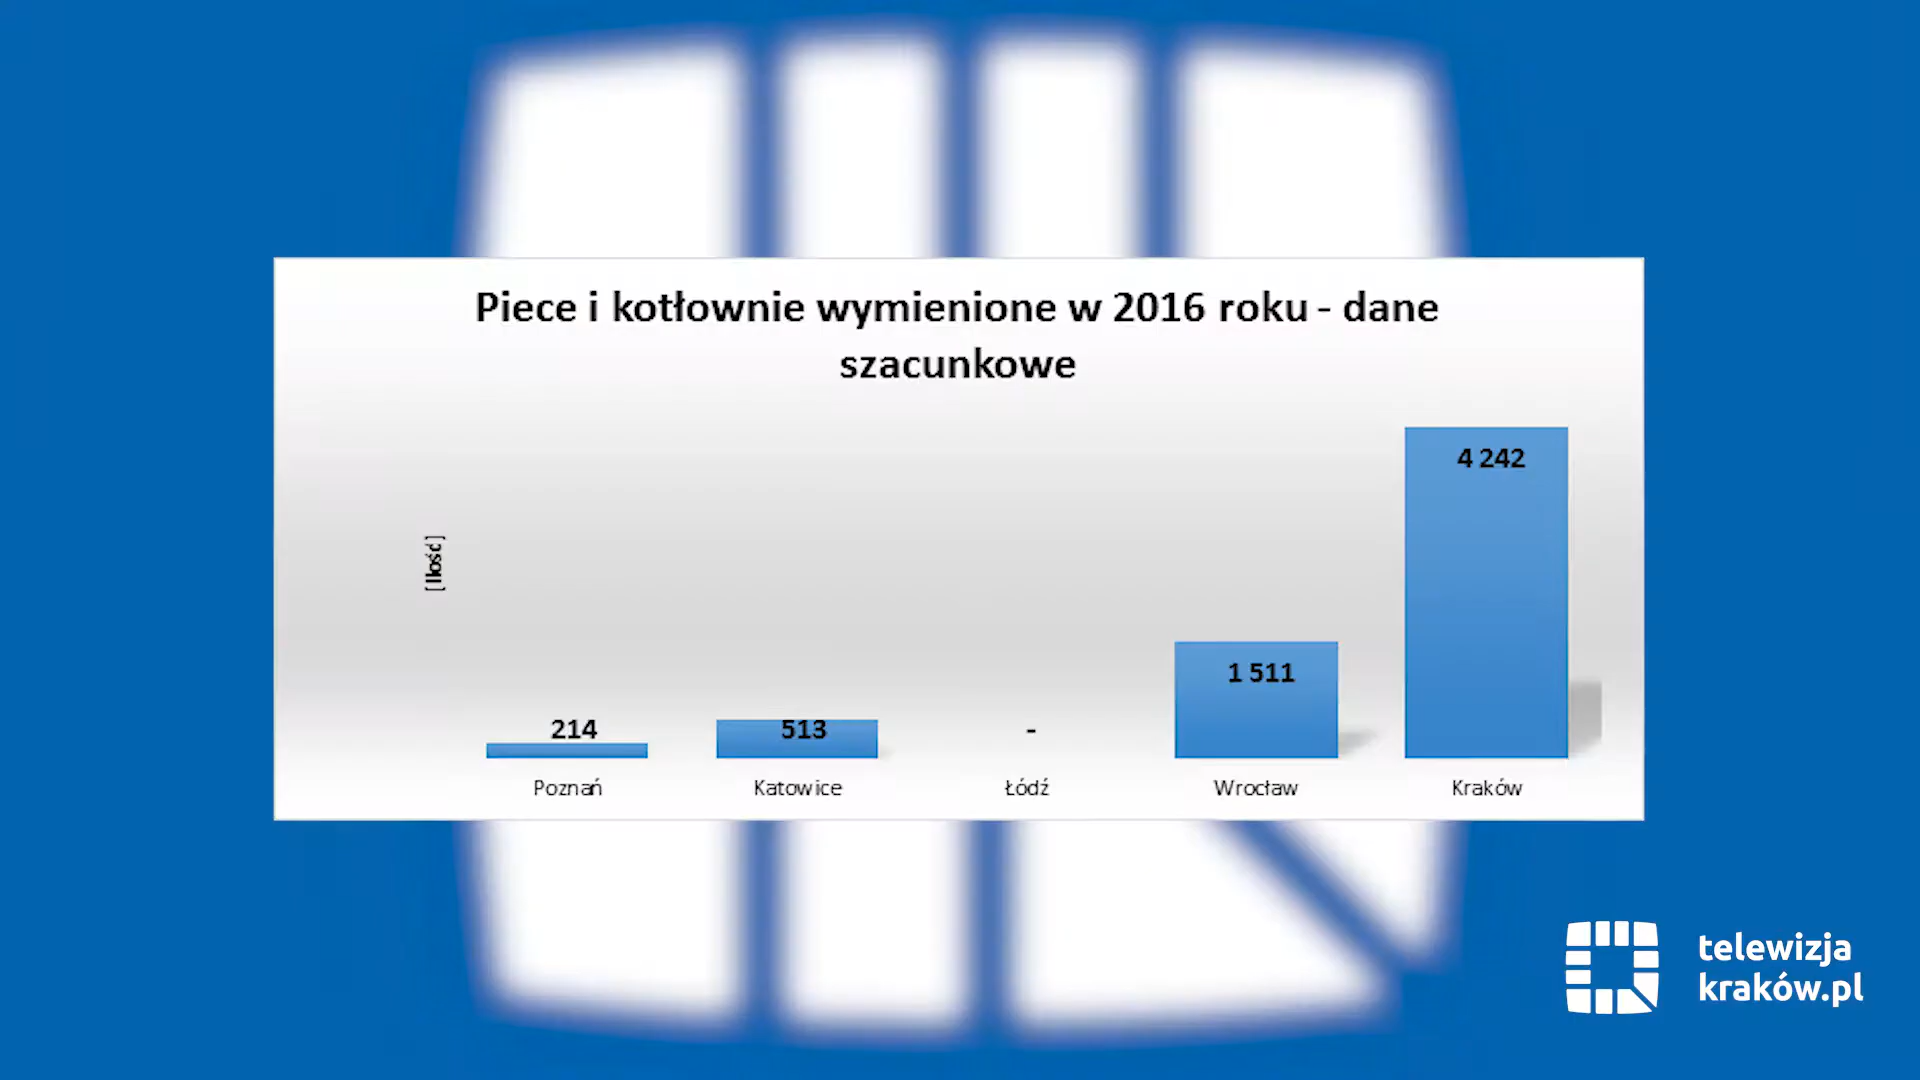 Piece i kotłownie wymienione w 2016 roku - dane
szacunkowe
[Ilość]
214
513
-
1 511
4 242
Poznań
Katowice
Łódź
Wrocław
Kraków
telewizja
kraków.pl